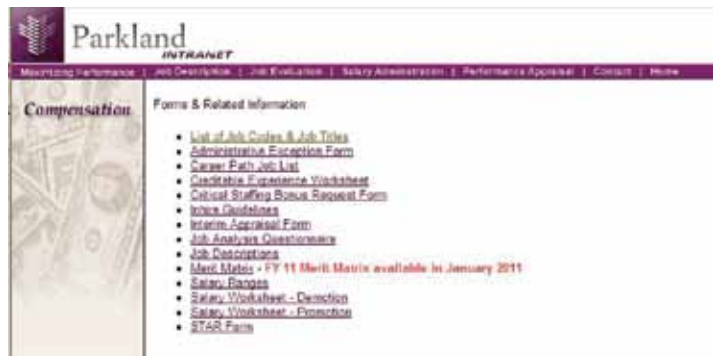 Parkland
INTRANET
Maximizing Performance | Job Description | Job Evaluation | Salary Administration | Performance Appraisal | Contact | Home
Compensation
Forms & Related Information
List of Job Codes & Job Titles
Administrative Exception Form
Career Path Job List
Creditable Experience Worksheet
Critical Staffing Bonus Request Form
Inhire Guidelines
Interim Appraisal Form
Job Analysis Questionnaire
Job Descriptions
Merit Matrix - FY 11 Merit Matrix available in January 2011
Salary Ranges
Salary Worksheet - Demotion
Salary Worksheet - Promotion
STAR Form